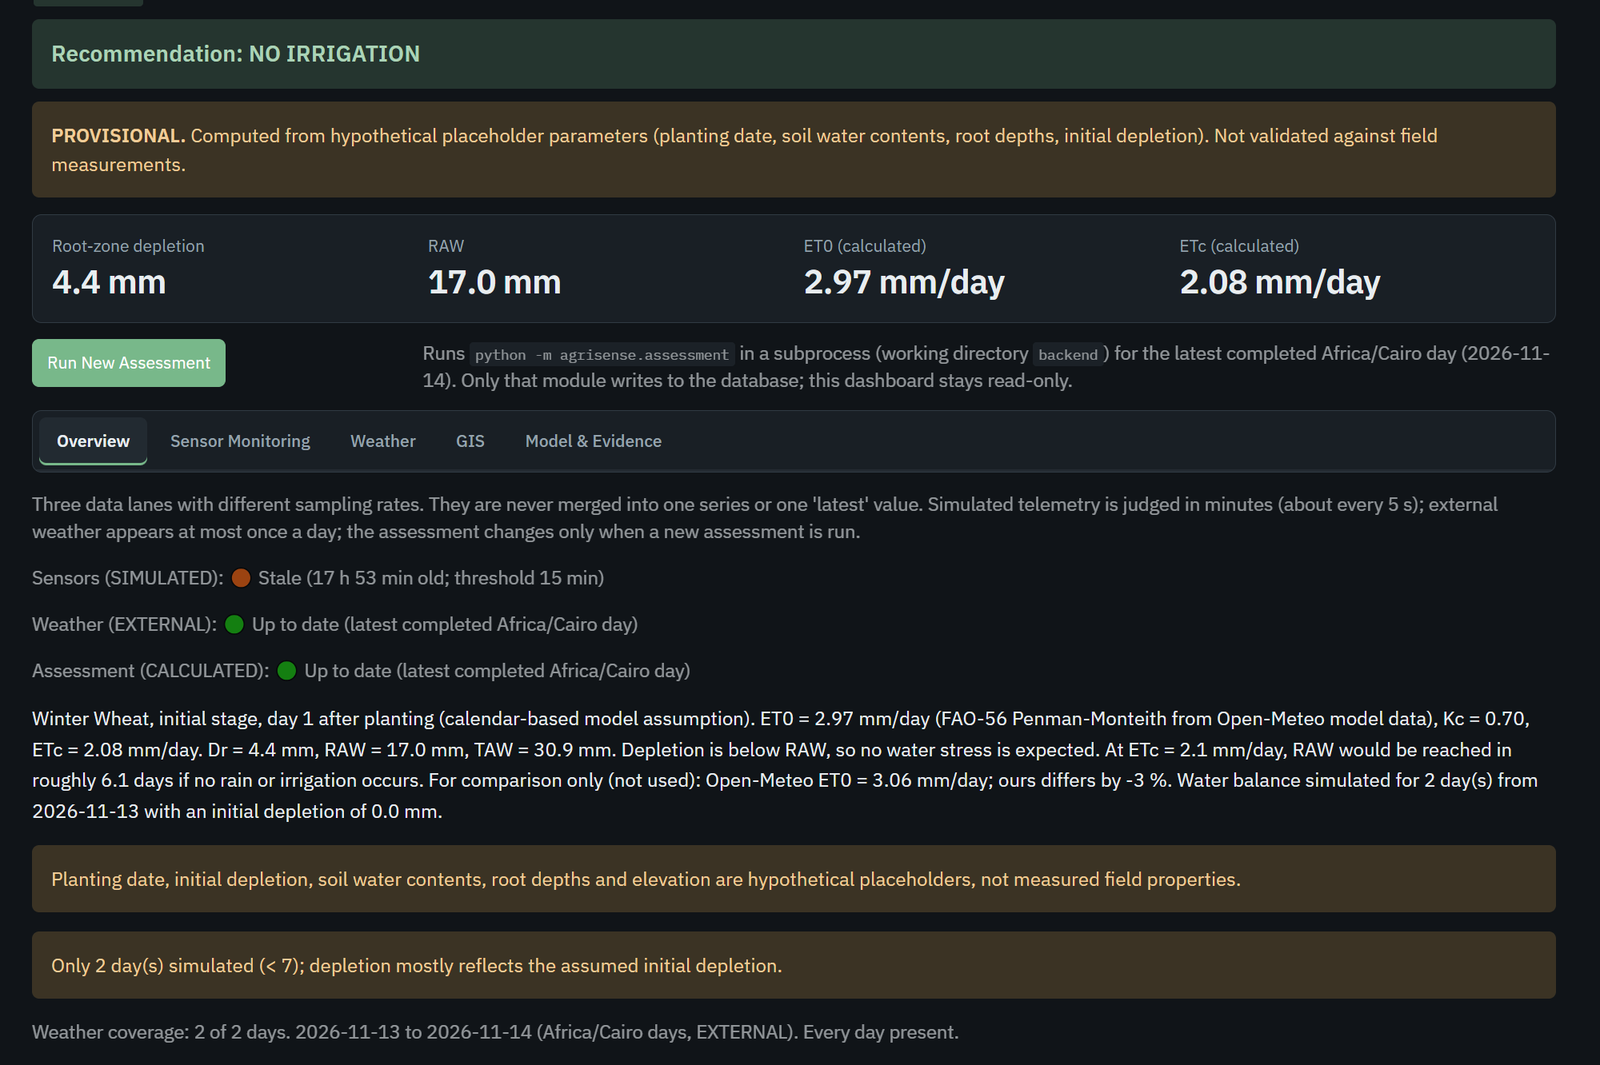 Recommendation: NO IRRIGATION
PROVISIONAL. Computed from hypothetical placeholder parameters (planting date, soil water contents, root depths, initial depletion). Not validated against field
measurements.
Root-zone depletion
4.4 mm
RAW
17.0 mm
ET0 (calculated)
2.97 mm/day
ETc (calculated)
2.08 mm/day
Run New Assessment
Runs python -m agrisense.assessment in a subprocess (working directory backend) for the latest completed Africa/Cairo day (2026-11-
14). Only that module writes to the database; this dashboard stays read-only.
Overview
Sensor Monitoring
Weather
GIS
Model & Evidence
Three data lanes with different sampling rates. They are never merged into one series or one 'latest' value. Simulated telemetry is judged in minutes (about every 5 s); external
weather appears at most once a day; the assessment changes only when a new assessment is run.
Sensors (SIMULATED): Stale (17 h 53 min old; threshold 15 min)
Weather (EXTERNAL): Up to date (latest completed Africa/Cairo day)
Assessment (CALCULATED): Up to date (latest completed Africa/Cairo day)
Winter Wheat, initial stage, day 1 after planting (calendar-based model assumption). ET0 = 2.97 mm/day (FAO-56 Penman-Monteith from Open-Meteo model data), Kc = 0.70,
ETc = 2.08 mm/day. Dr = 4.4 mm, RAW = 17.0 mm, TAW = 30.9 mm. Depletion is below RAW, so no water stress is expected. At ETc = 2.1 mm/day, RAW would be reached in
roughly 6.1 days if no rain or irrigation occurs. For comparison only (not used): Open-Meteo ET0 = 3.06 mm/day; ours differs by -3 %. Water balance simulated for 2 day(s) from
2026-11-13 with an initial depletion of 0.0 mm.
Planting date, initial depletion, soil water contents, root depths and elevation are hypothetical placeholders, not measured field properties.
Only 2 day(s) simulated (< 7); depletion mostly reflects the assumed initial depletion.
Weather coverage: 2 of 2 days. 2026-11-13 to 2026-11-14 (Africa/Cairo days, EXTERNAL). Every day present.